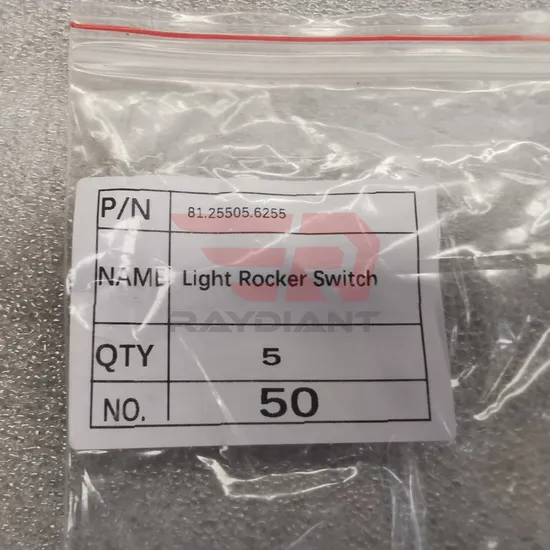 P/N 81.25505.6255
NAME Light Rocker Switch
RAYDIANT
QTY 5
NO. 50